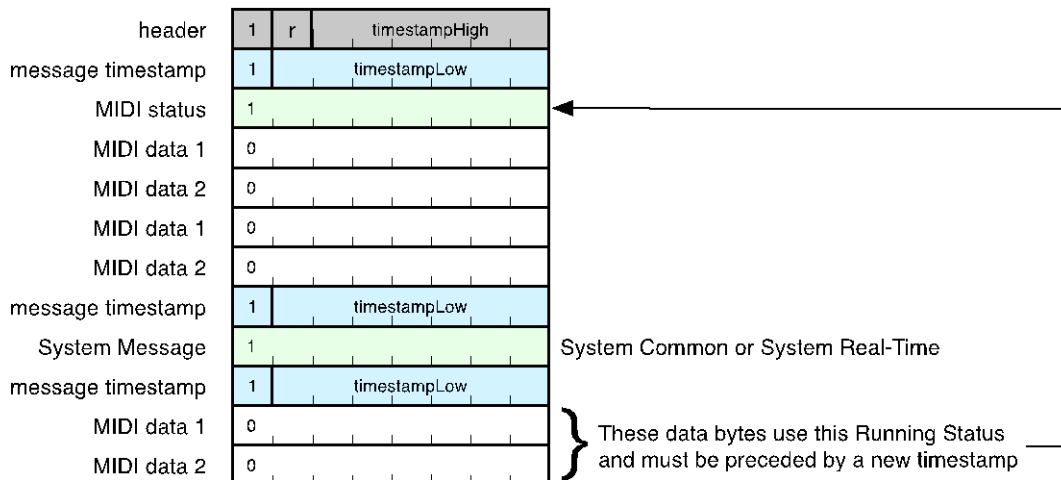 header 1 r timestampHigh
message timestamp 1 timestampLow
MIDI status 1
MIDI data 1 0
MIDI data 2 0
MIDI data 1 0
MIDI data 2 0
message timestamp 1 timestampLow
System Message 1 System Common or System Real-Time
message timestamp 1 timestampLow
MIDI data 1 0
MIDI data 2 0
These data bytes use this Running Status
and must be preceded by a new timestamp